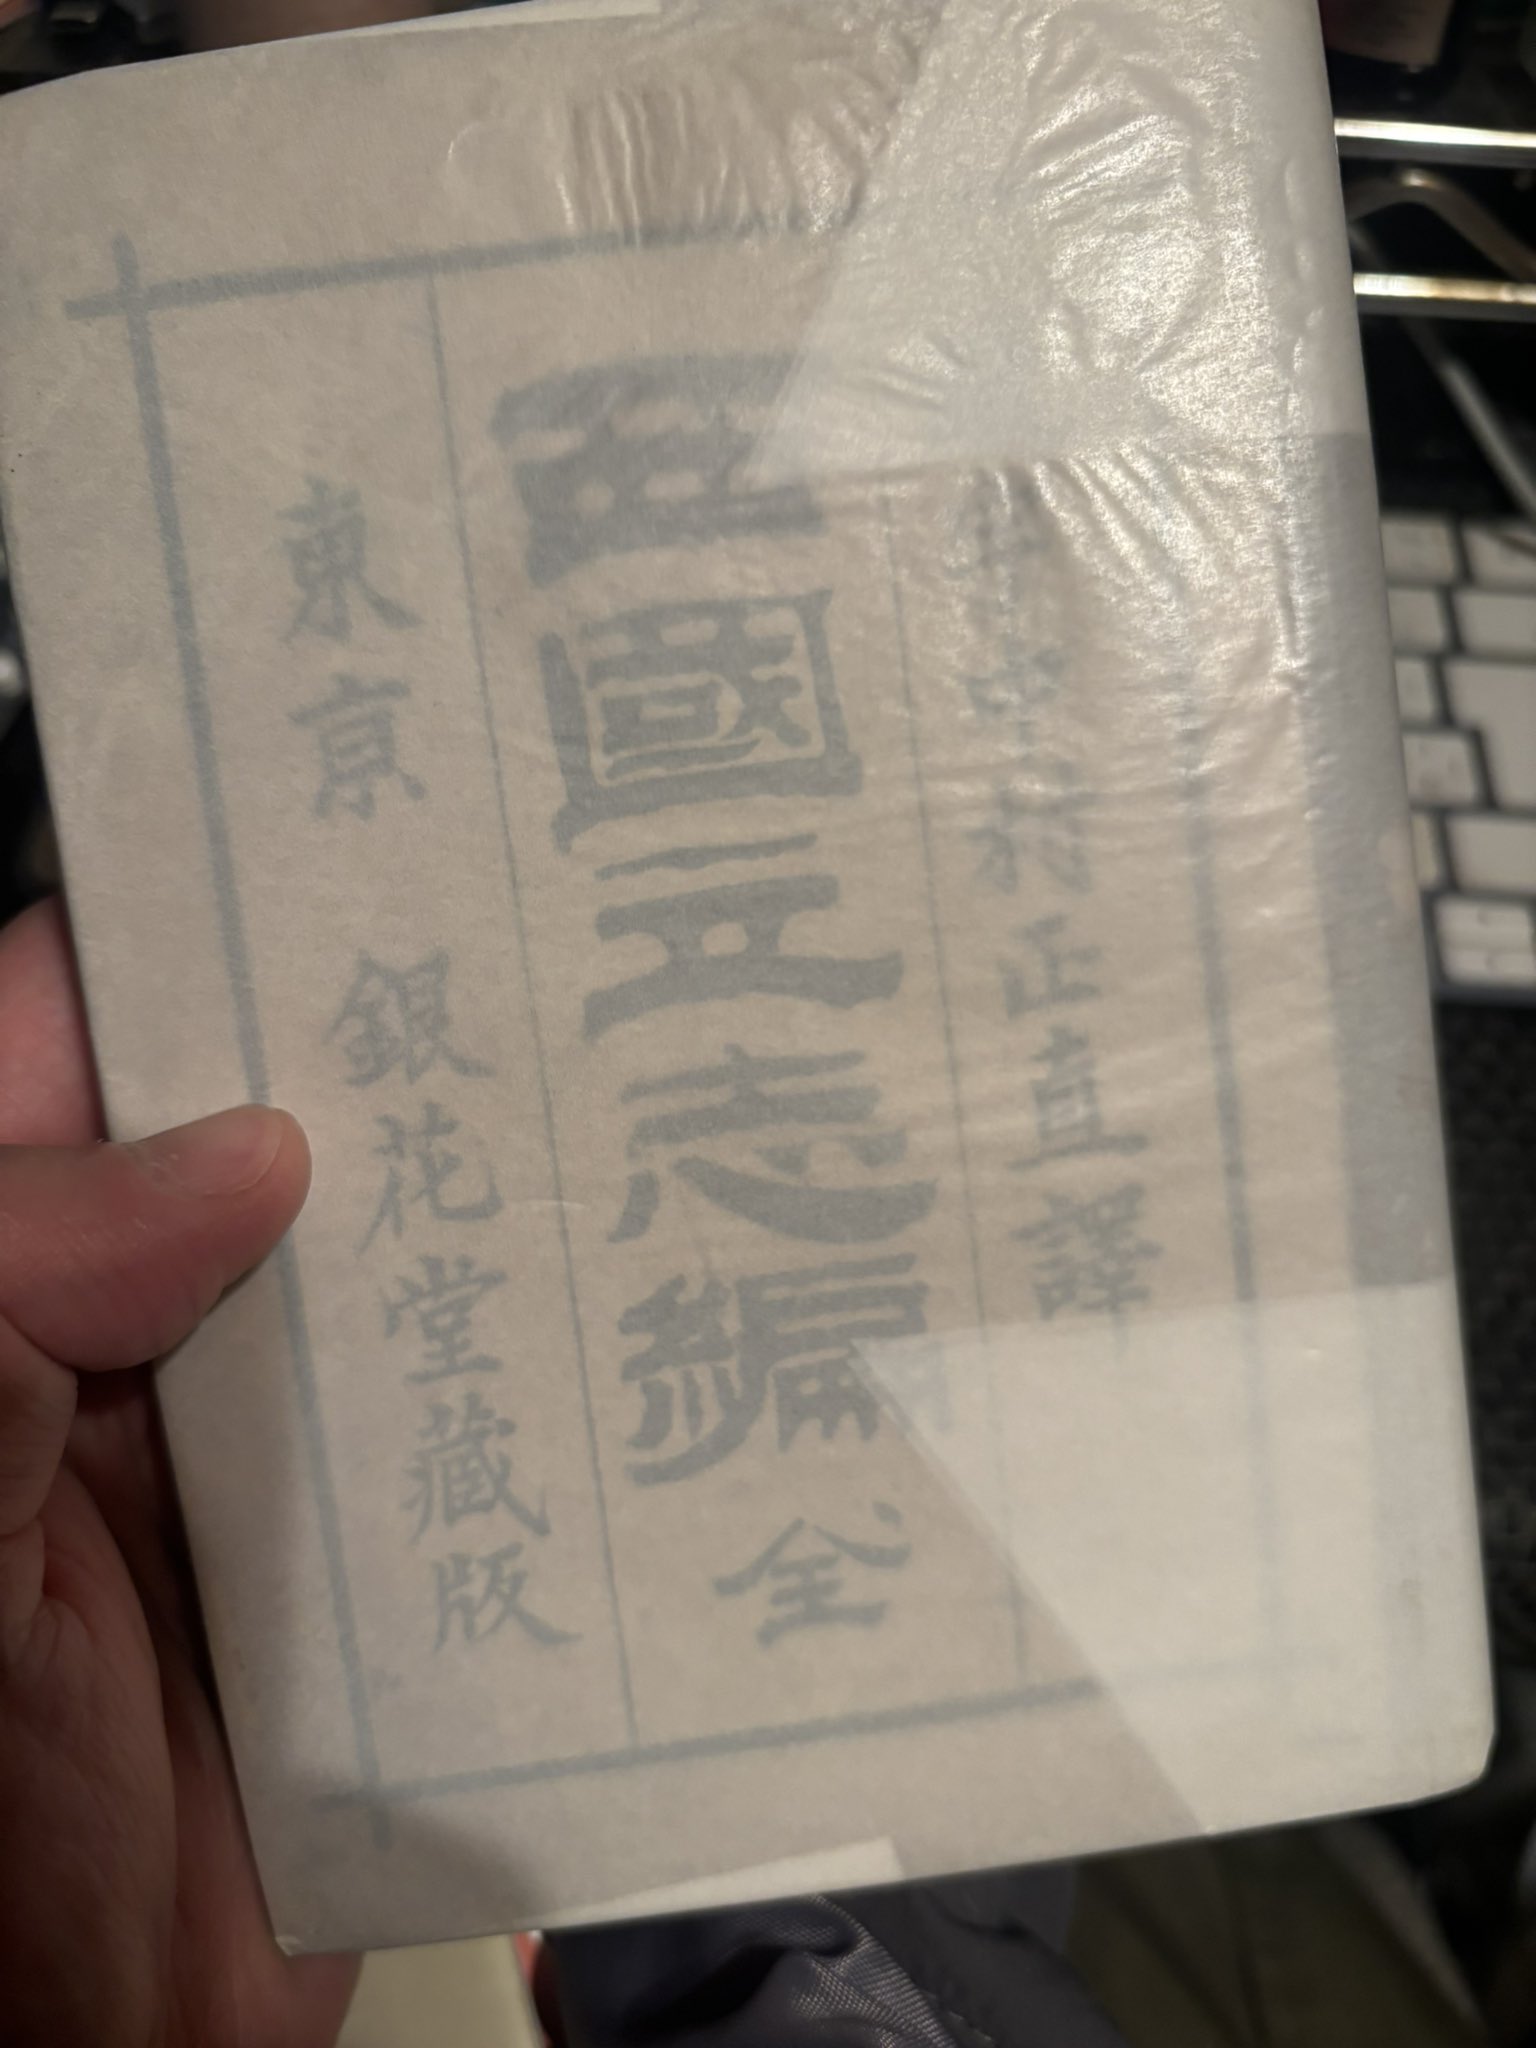 中村正直譯
西國立志編 全
東京 銀花堂藏版